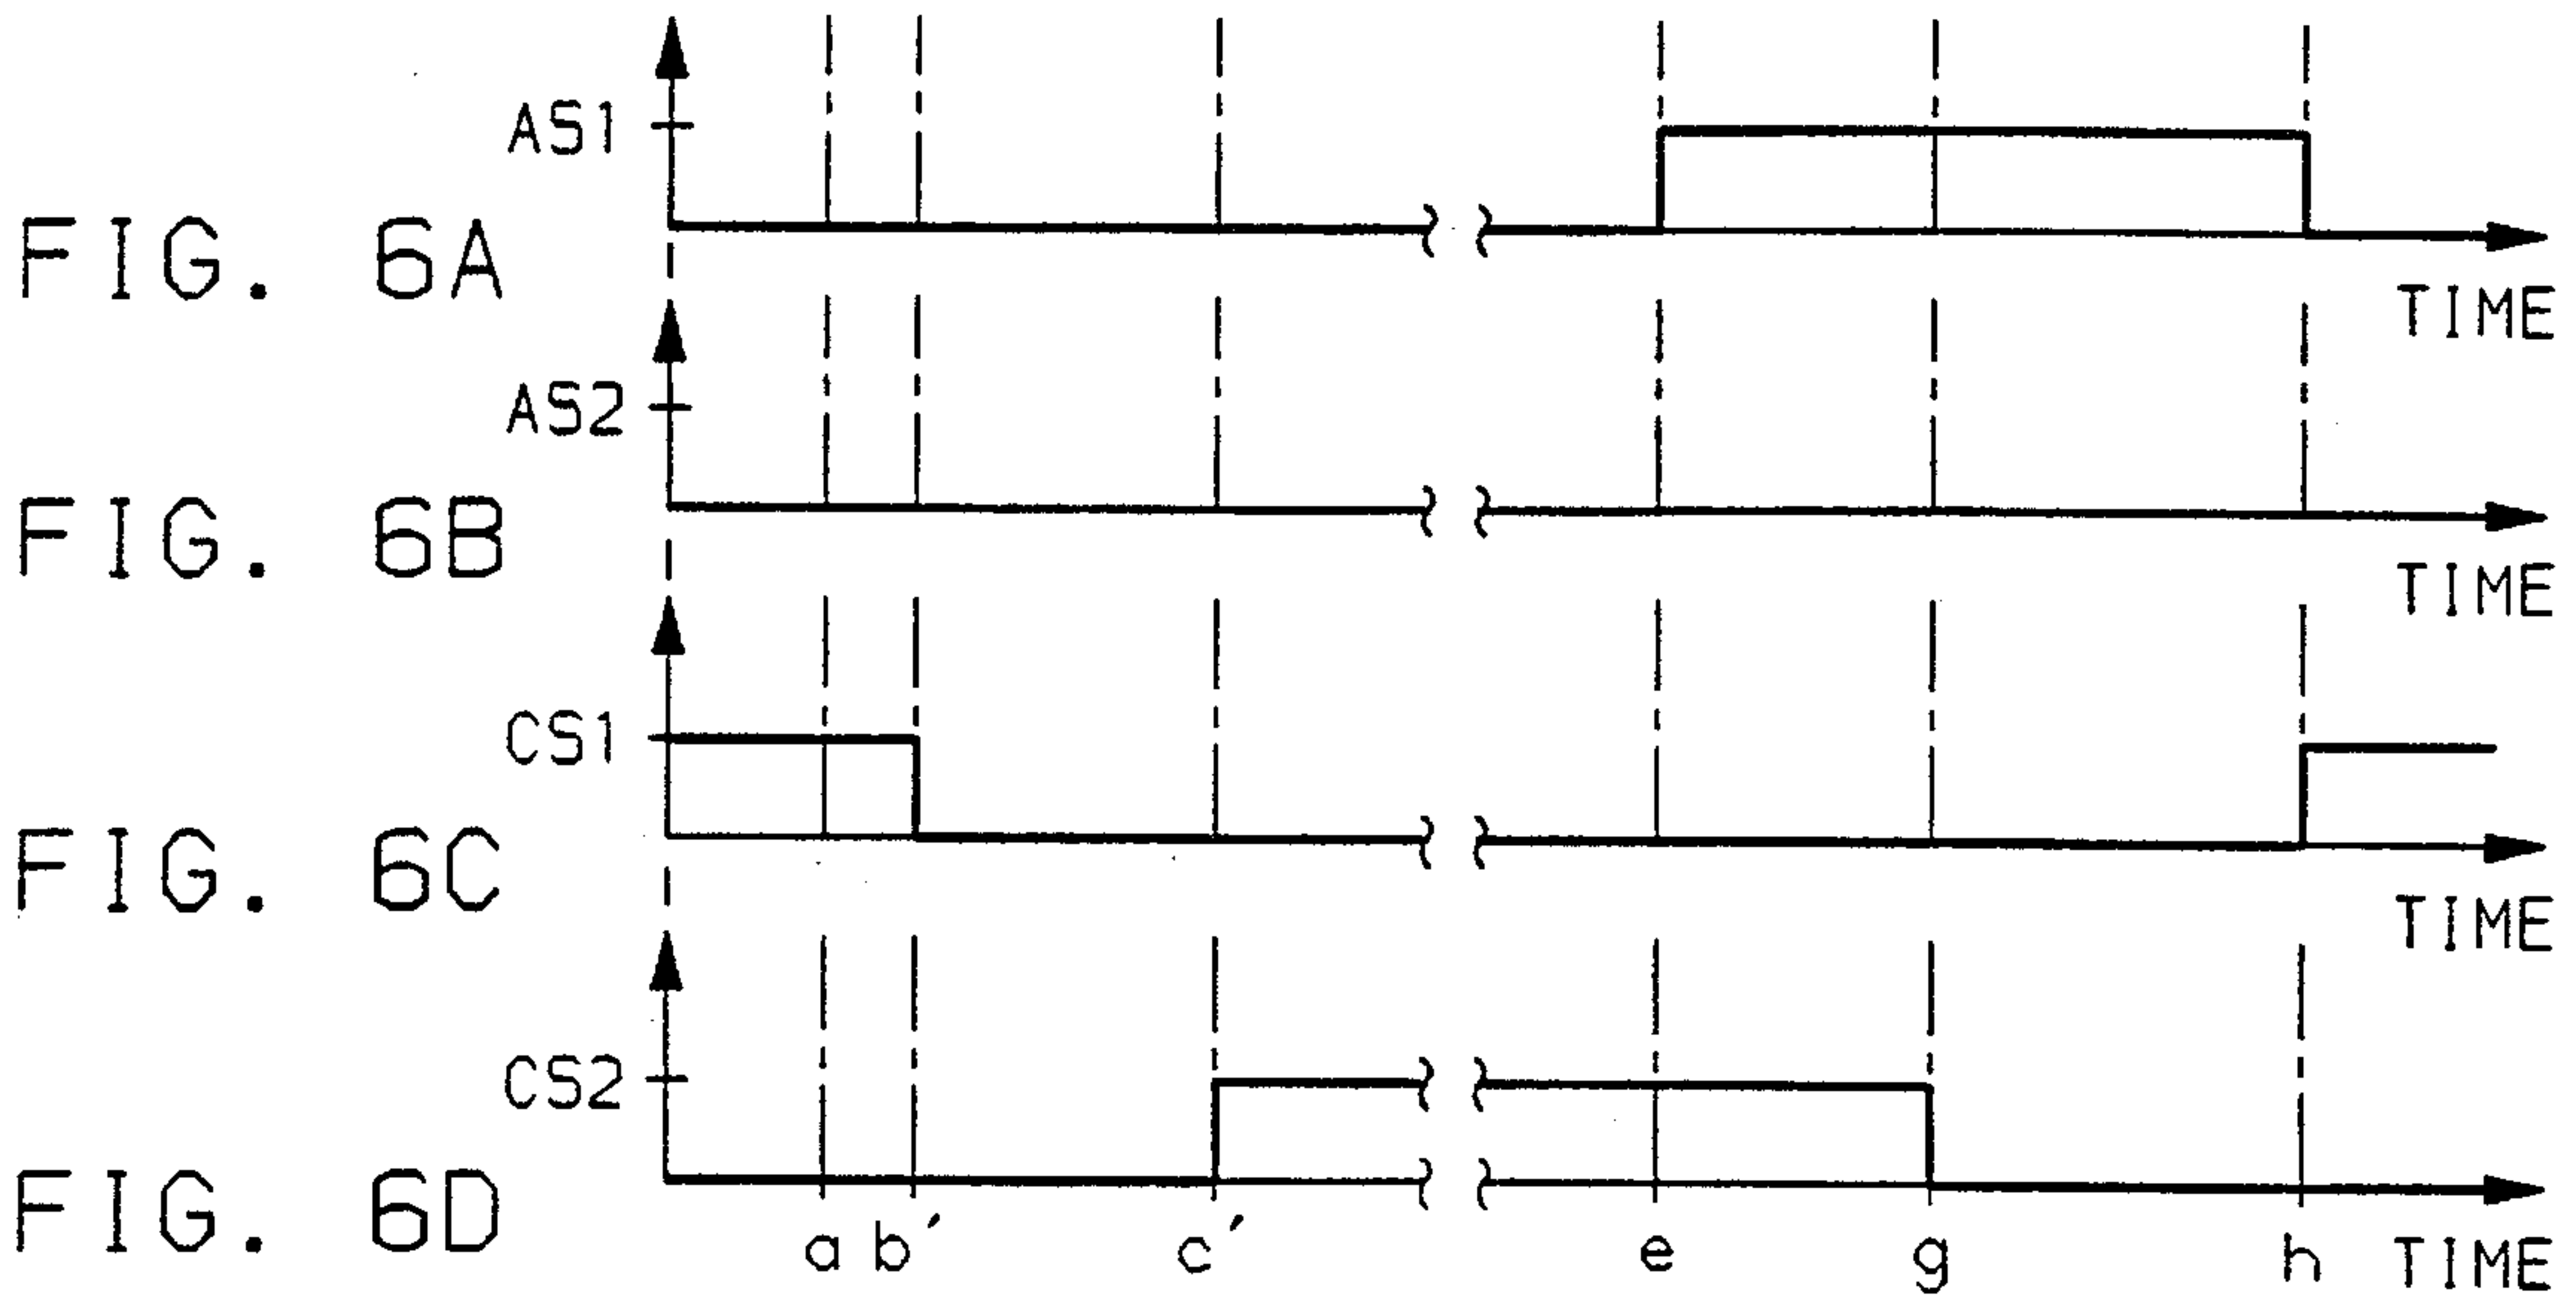 AS1
FIG. 6A
TIME
AS2
FIG. 6B
TIME
CS1
FIG. 6C
TIME
CS2
FIG. 6D
a b' c' e g h TIME